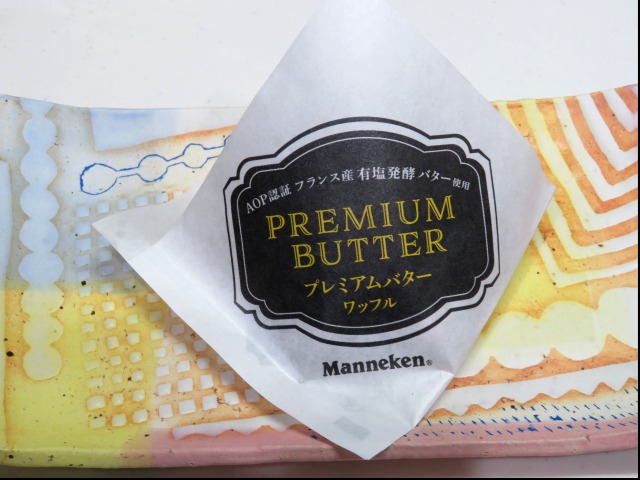 AOP認証 フランス産 有塩発酵 バター使用
PREMIUM
BUTTER
プレミアムバター
ワッフル
Manneken®